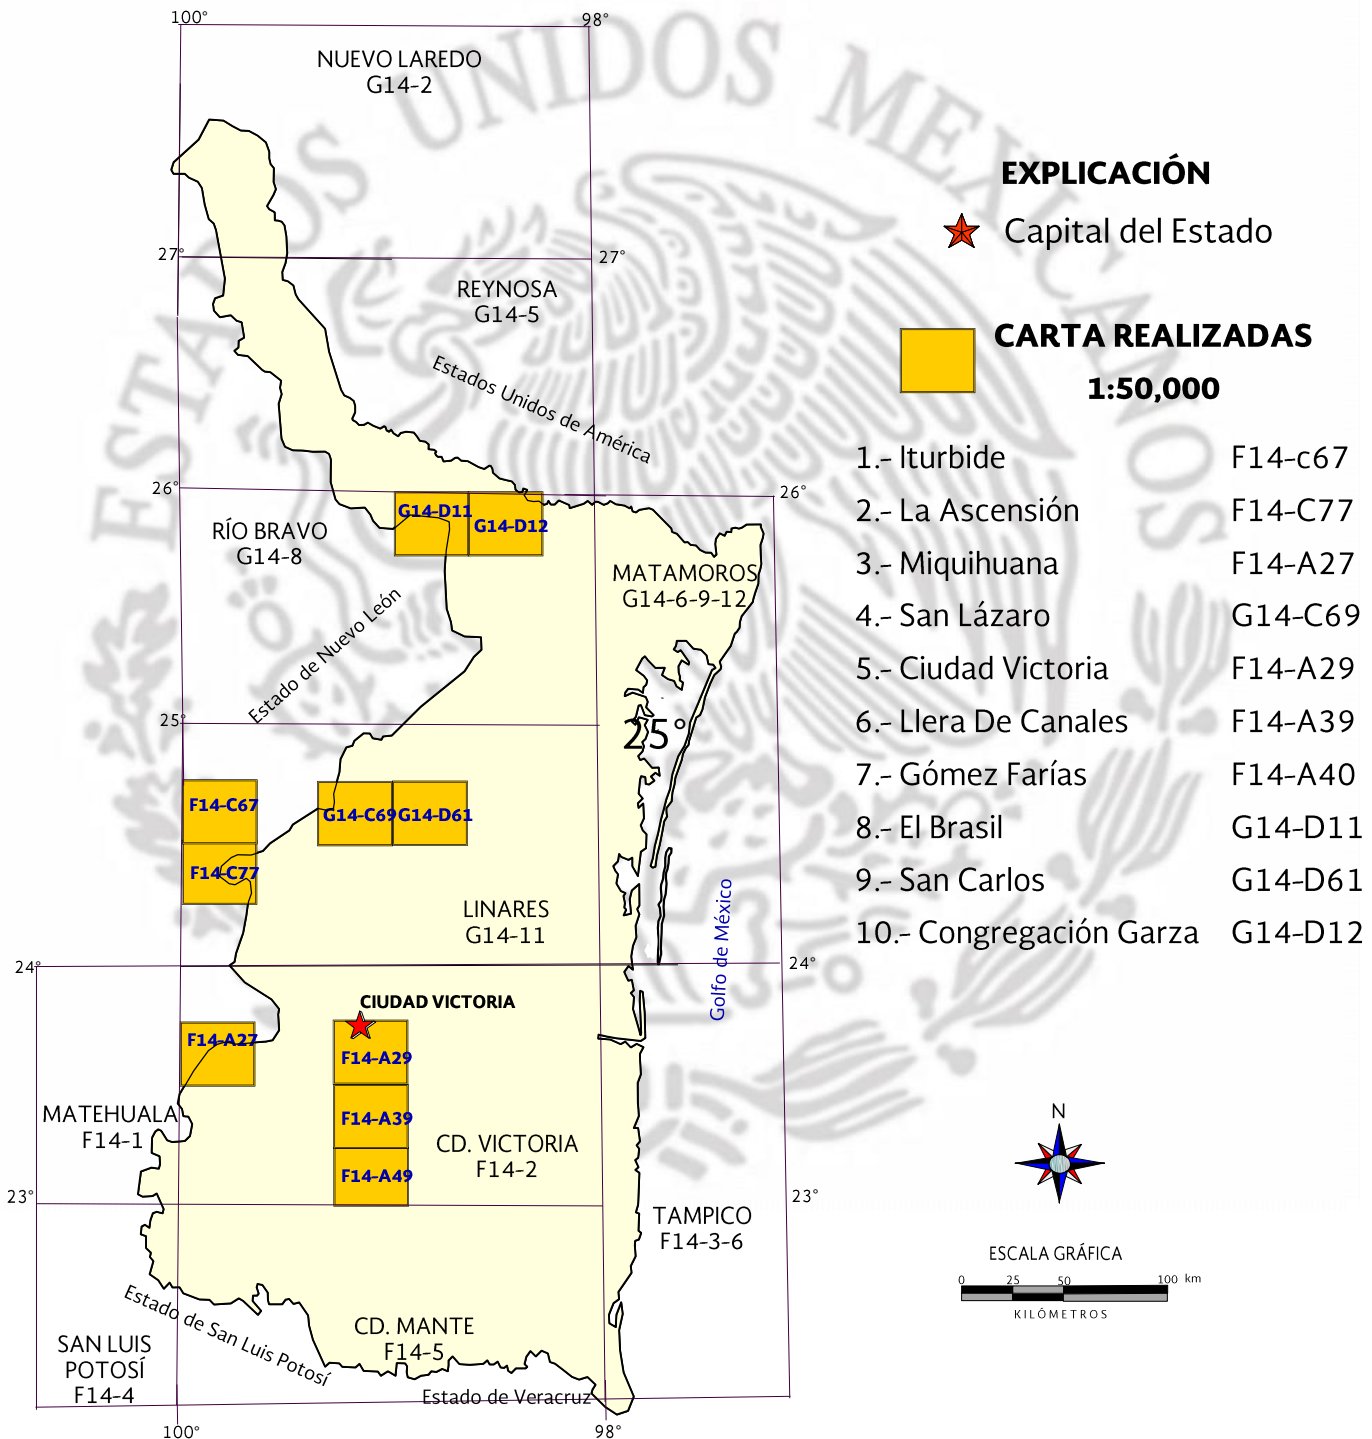 ESTADOS UNIDOS MEXICANOS
100°
98°
NUEVO LAREDO
G14-2
27°
27°
REYNOSA
G14-5
Estados Unidos de América
26°
26°
G14-D11
G14-D12
RÍO BRAVO
G14-8
MATAMOROS
G14-6-9-12
Estado de Nuevo León
25°
25°
F14-C67
G14-C69
G14-D61
F14-C77
LINARES
G14-11
Golfo de México
24°
24°
CIUDAD VICTORIA
F14-A27
F14-A29
MATEHUALA
F14-1
F14-A39
CD. VICTORIA
F14-2
F14-A49
23°
23°
TAMPICO
F14-3-6
Estado de San Luis Potosí
CD. MANTE
F14-5
SAN LUIS
POTOSÍ
F14-4
Estado de Veracruz
100°
98°
EXPLICACIÓN
Capital del Estado
CARTA REALIZADAS
1:50,000
1.- Iturbide F14-c67
2.- La Ascensión F14-C77
3.- Miquihuana F14-A27
4.- San Lázaro G14-C69
5.- Ciudad Victoria F14-A29
6.- Llera De Canales F14-A39
7.- Gómez Farías F14-A40
8.- El Brasil G14-D11
9.- San Carlos G14-D61
10.- Congregación Garza G14-D12
N
ESCALA GRÁFICA
0 25 50 100 km
KILÓMETROS